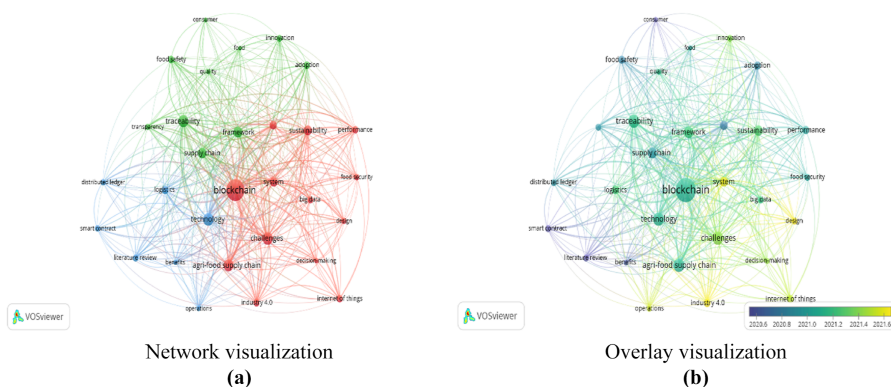 consumer
innovation
food
food safety
quality
adoption
traceability
transparency
framework
sustainability
performance
supply chain
distributed ledger
logistics
blockchain
system
food security
big data
technology
design
smart contract
challenges
literature review
benefits
agri-food supply chain
decision-making
operations
industry 4.0
internet of things
VOSviewer
Network visualization
(a)
consumer
innovation
food
food safety
quality
adoption
traceability
framework
sustainability
performance
supply chain
distributed ledger
logistics
blockchain
system
food security
big data
technology
design
smart contract
challenges
literature review
benefits
agri-food supply chain
decision-making
operations
industry 4.0
internet of things
VOSviewer
2020.6 2020.8 2021.0 2021.2 2021.4 2021.6
Overlay visualization
(b)